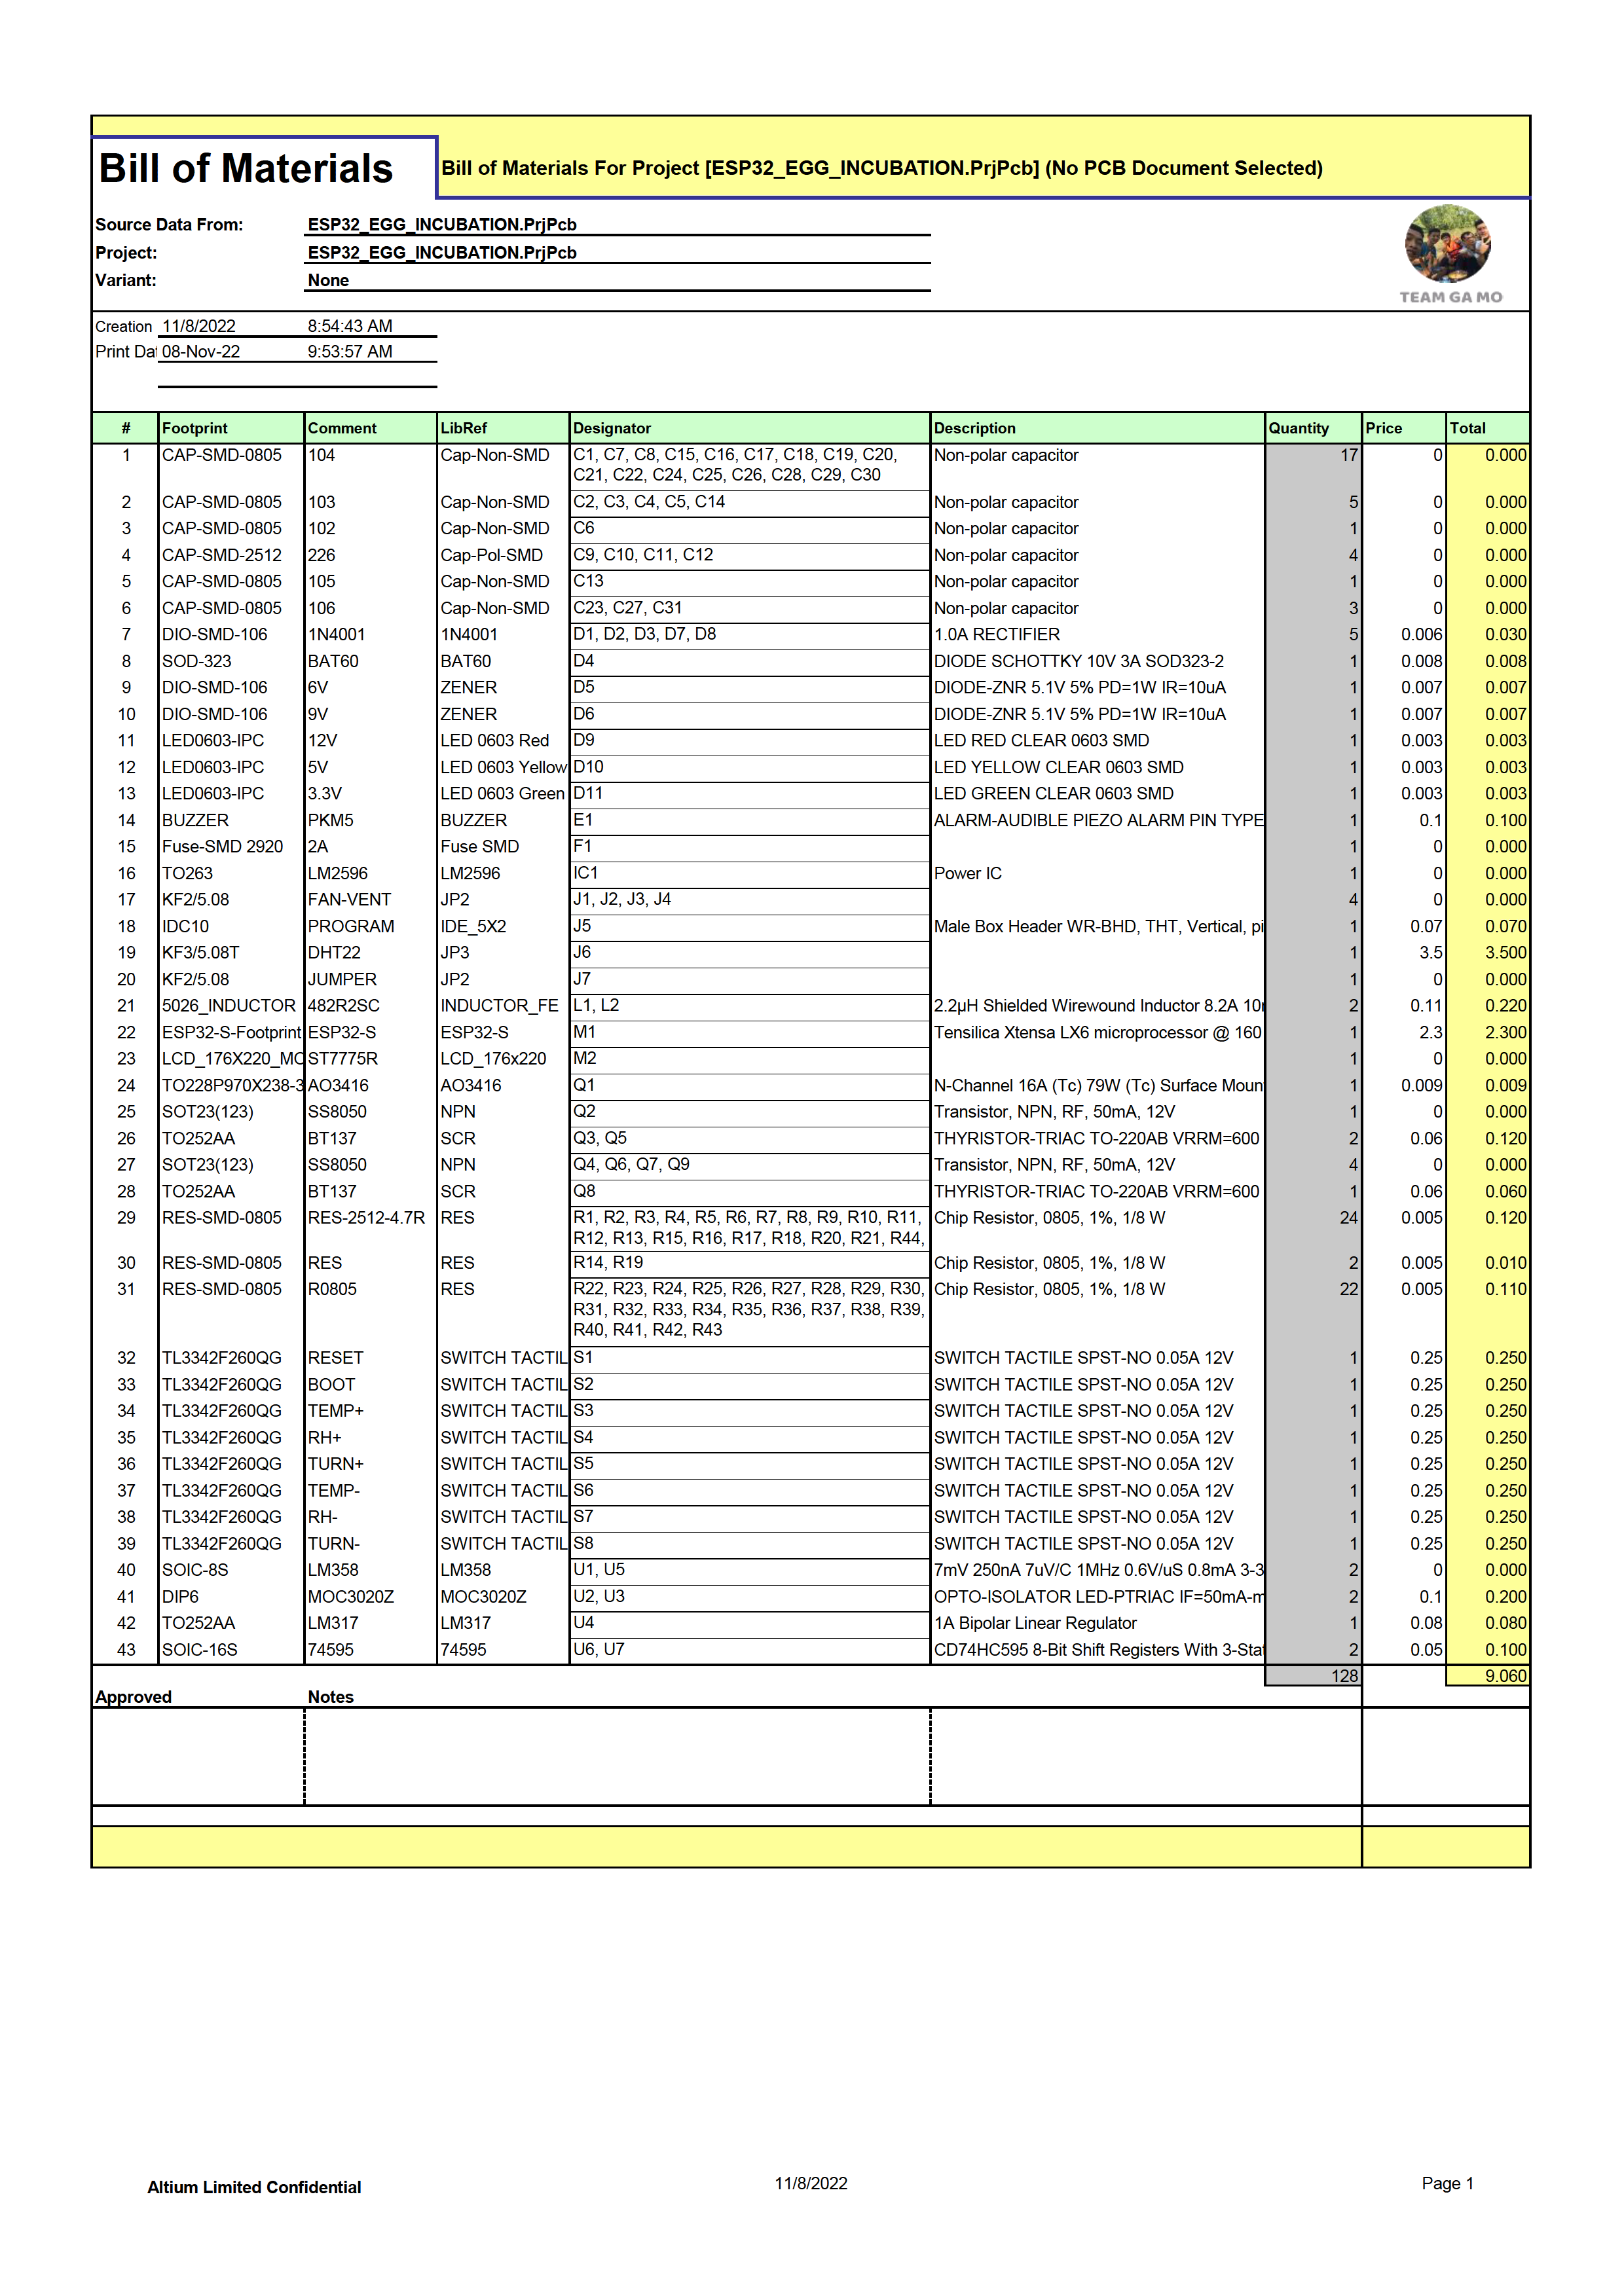 Bill of Materials
Bill of Materials For Project [ESP32_EGG_INCUBATION.PrjPcb] (No PCB Document Selected)
Source Data From: ESP32_EGG_INCUBATION.PrjPcb
Project: ESP32_EGG_INCUBATION.PrjPcb
Variant: None
TEAM GA MO
Creation 11/8/2022 8:54:43 AM
Print Dat 08-Nov-22 9:53:57 AM
# Footprint Comment LibRef Designator Description Quantity Price Total
1 CAP-SMD-0805 104 Cap-Non-SMD C1, C7, C8, C15, C16, C17, C18, C19, C20, Non-polar capacitor 17 0 0.000
C21, C22, C24, C25, C26, C28, C29, C30
2 CAP-SMD-0805 103 Cap-Non-SMD C2, C3, C4, C5, C14 Non-polar capacitor 5 0 0.000
3 CAP-SMD-0805 102 Cap-Non-SMD C6 Non-polar capacitor 1 0 0.000
4 CAP-SMD-2512 226 Cap-Pol-SMD C9, C10, C11, C12 Non-polar capacitor 4 0 0.000
5 CAP-SMD-0805 105 Cap-Non-SMD C13 Non-polar capacitor 1 0 0.000
6 CAP-SMD-0805 106 Cap-Non-SMD C23, C27, C31 Non-polar capacitor 3 0 0.000
7 DIO-SMD-106 1N4001 1N4001 D1, D2, D3, D7, D8 1.0A RECTIFIER 5 0.006 0.030
8 SOD-323 BAT60 BAT60 D4 DIODE SCHOTTKY 10V 3A SOD323-2 1 0.008 0.008
9 DIO-SMD-106 6V ZENER D5 DIODE-ZNR 5.1V 5% PD=1W IR=10uA 1 0.007 0.007
10 DIO-SMD-106 9V ZENER D6 DIODE-ZNR 5.1V 5% PD=1W IR=10uA 1 0.007 0.007
11 LED0603-IPC 12V LED 0603 Red D9 LED RED CLEAR 0603 SMD 1 0.003 0.003
12 LED0603-IPC 5V LED 0603 Yellow D10 LED YELLOW CLEAR 0603 SMD 1 0.003 0.003
13 LED0603-IPC 3.3V LED 0603 Green D11 LED GREEN CLEAR 0603 SMD 1 0.003 0.003
14 BUZZER PKM5 BUZZER E1 ALARM-AUDIBLE PIEZO ALARM PIN TYPE 1 0.1 0.100
15 Fuse-SMD 2920 2A Fuse SMD F1 1 0 0.000
16 TO263 LM2596 LM2596 IC1 Power IC 1 0 0.000
17 KF2/5.08 FAN-VENT JP2 J1, J2, J3, J4 4 0 0.000
18 IDC10 PROGRAM IDE_5X2 J5 Male Box Header WR-BHD, THT, Vertical, pi 1 0.07 0.070
19 KF3/5.08T DHT22 JP3 J6 1 3.5 3.500
20 KF2/5.08 JUMPER JP2 J7 1 0 0.000
21 5026_INDUCTOR 482R2SC INDUCTOR_FE L1, L2 2.2µH Shielded Wirewound Inductor 8.2A 10m 2 0.11 0.220
22 ESP32-S-Footprint ESP32-S ESP32-S M1 Tensilica Xtensa LX6 microprocessor @ 160 1 2.3 2.300
23 LCD_176X220_MO ST7775R LCD_176x220 M2 1 0 0.000
24 TO228P970X238-3 AO3416 AO3416 Q1 N-Channel 16A (Tc) 79W (Tc) Surface Moun 1 0.009 0.009
25 SOT23(123) SS8050 NPN Q2 Transistor, NPN, RF, 50mA, 12V 1 0 0.000
26 TO252AA BT137 SCR Q3, Q5 THYRISTOR-TRIAC TO-220AB VRRM=600 2 0.06 0.120
27 SOT23(123) SS8050 NPN Q4, Q6, Q7, Q9 Transistor, NPN, RF, 50mA, 12V 4 0 0.000
28 TO252AA BT137 SCR Q8 THYRISTOR-TRIAC TO-220AB VRRM=600 1 0.06 0.060
29 RES-SMD-0805 RES-2512-4.7R RES R1, R2, R3, R4, R5, R6, R7, R8, R9, R10, R11, Chip Resistor, 0805, 1%, 1/8 W 24 0.005 0.120
R12, R13, R15, R16, R17, R18, R20, R21, R44,
30 RES-SMD-0805 RES RES R14, R19 Chip Resistor, 0805, 1%, 1/8 W 2 0.005 0.010
31 RES-SMD-0805 R0805 RES R22, R23, R24, R25, R26, R27, R28, R29, R30, Chip Resistor, 0805, 1%, 1/8 W 22 0.005 0.110
R31, R32, R33, R34, R35, R36, R37, R38, R39,
R40, R41, R42, R43
32 TL3342F260QG RESET SWITCH TACTIL S1 SWITCH TACTILE SPST-NO 0.05A 12V 1 0.25 0.250
33 TL3342F260QG BOOT SWITCH TACTIL S2 SWITCH TACTILE SPST-NO 0.05A 12V 1 0.25 0.250
34 TL3342F260QG TEMP+ SWITCH TACTIL S3 SWITCH TACTILE SPST-NO 0.05A 12V 1 0.25 0.250
35 TL3342F260QG RH+ SWITCH TACTIL S4 SWITCH TACTILE SPST-NO 0.05A 12V 1 0.25 0.250
36 TL3342F260QG TURN+ SWITCH TACTIL S5 SWITCH TACTILE SPST-NO 0.05A 12V 1 0.25 0.250
37 TL3342F260QG TEMP- SWITCH TACTIL S6 SWITCH TACTILE SPST-NO 0.05A 12V 1 0.25 0.250
38 TL3342F260QG RH- SWITCH TACTIL S7 SWITCH TACTILE SPST-NO 0.05A 12V 1 0.25 0.250
39 TL3342F260QG TURN- SWITCH TACTIL S8 SWITCH TACTILE SPST-NO 0.05A 12V 1 0.25 0.250
40 SOIC-8S LM358 LM358 U1, U5 7mV 250nA 7uV/C 1MHz 0.6V/uS 0.8mA 3-3 2 0 0.000
41 DIP6 MOC3020Z MOC3020Z U2, U3 OPTO-ISOLATOR LED-PTRIAC IF=50mA-m 2 0.1 0.200
42 TO252AA LM317 LM317 U4 1A Bipolar Linear Regulator 1 0.08 0.080
43 SOIC-16S 74595 74595 U6, U7 CD74HC595 8-Bit Shift Registers With 3-Stat 2 0.05 0.100
128 9.060
Approved Notes
Altium Limited Confidential 11/8/2022 Page 1